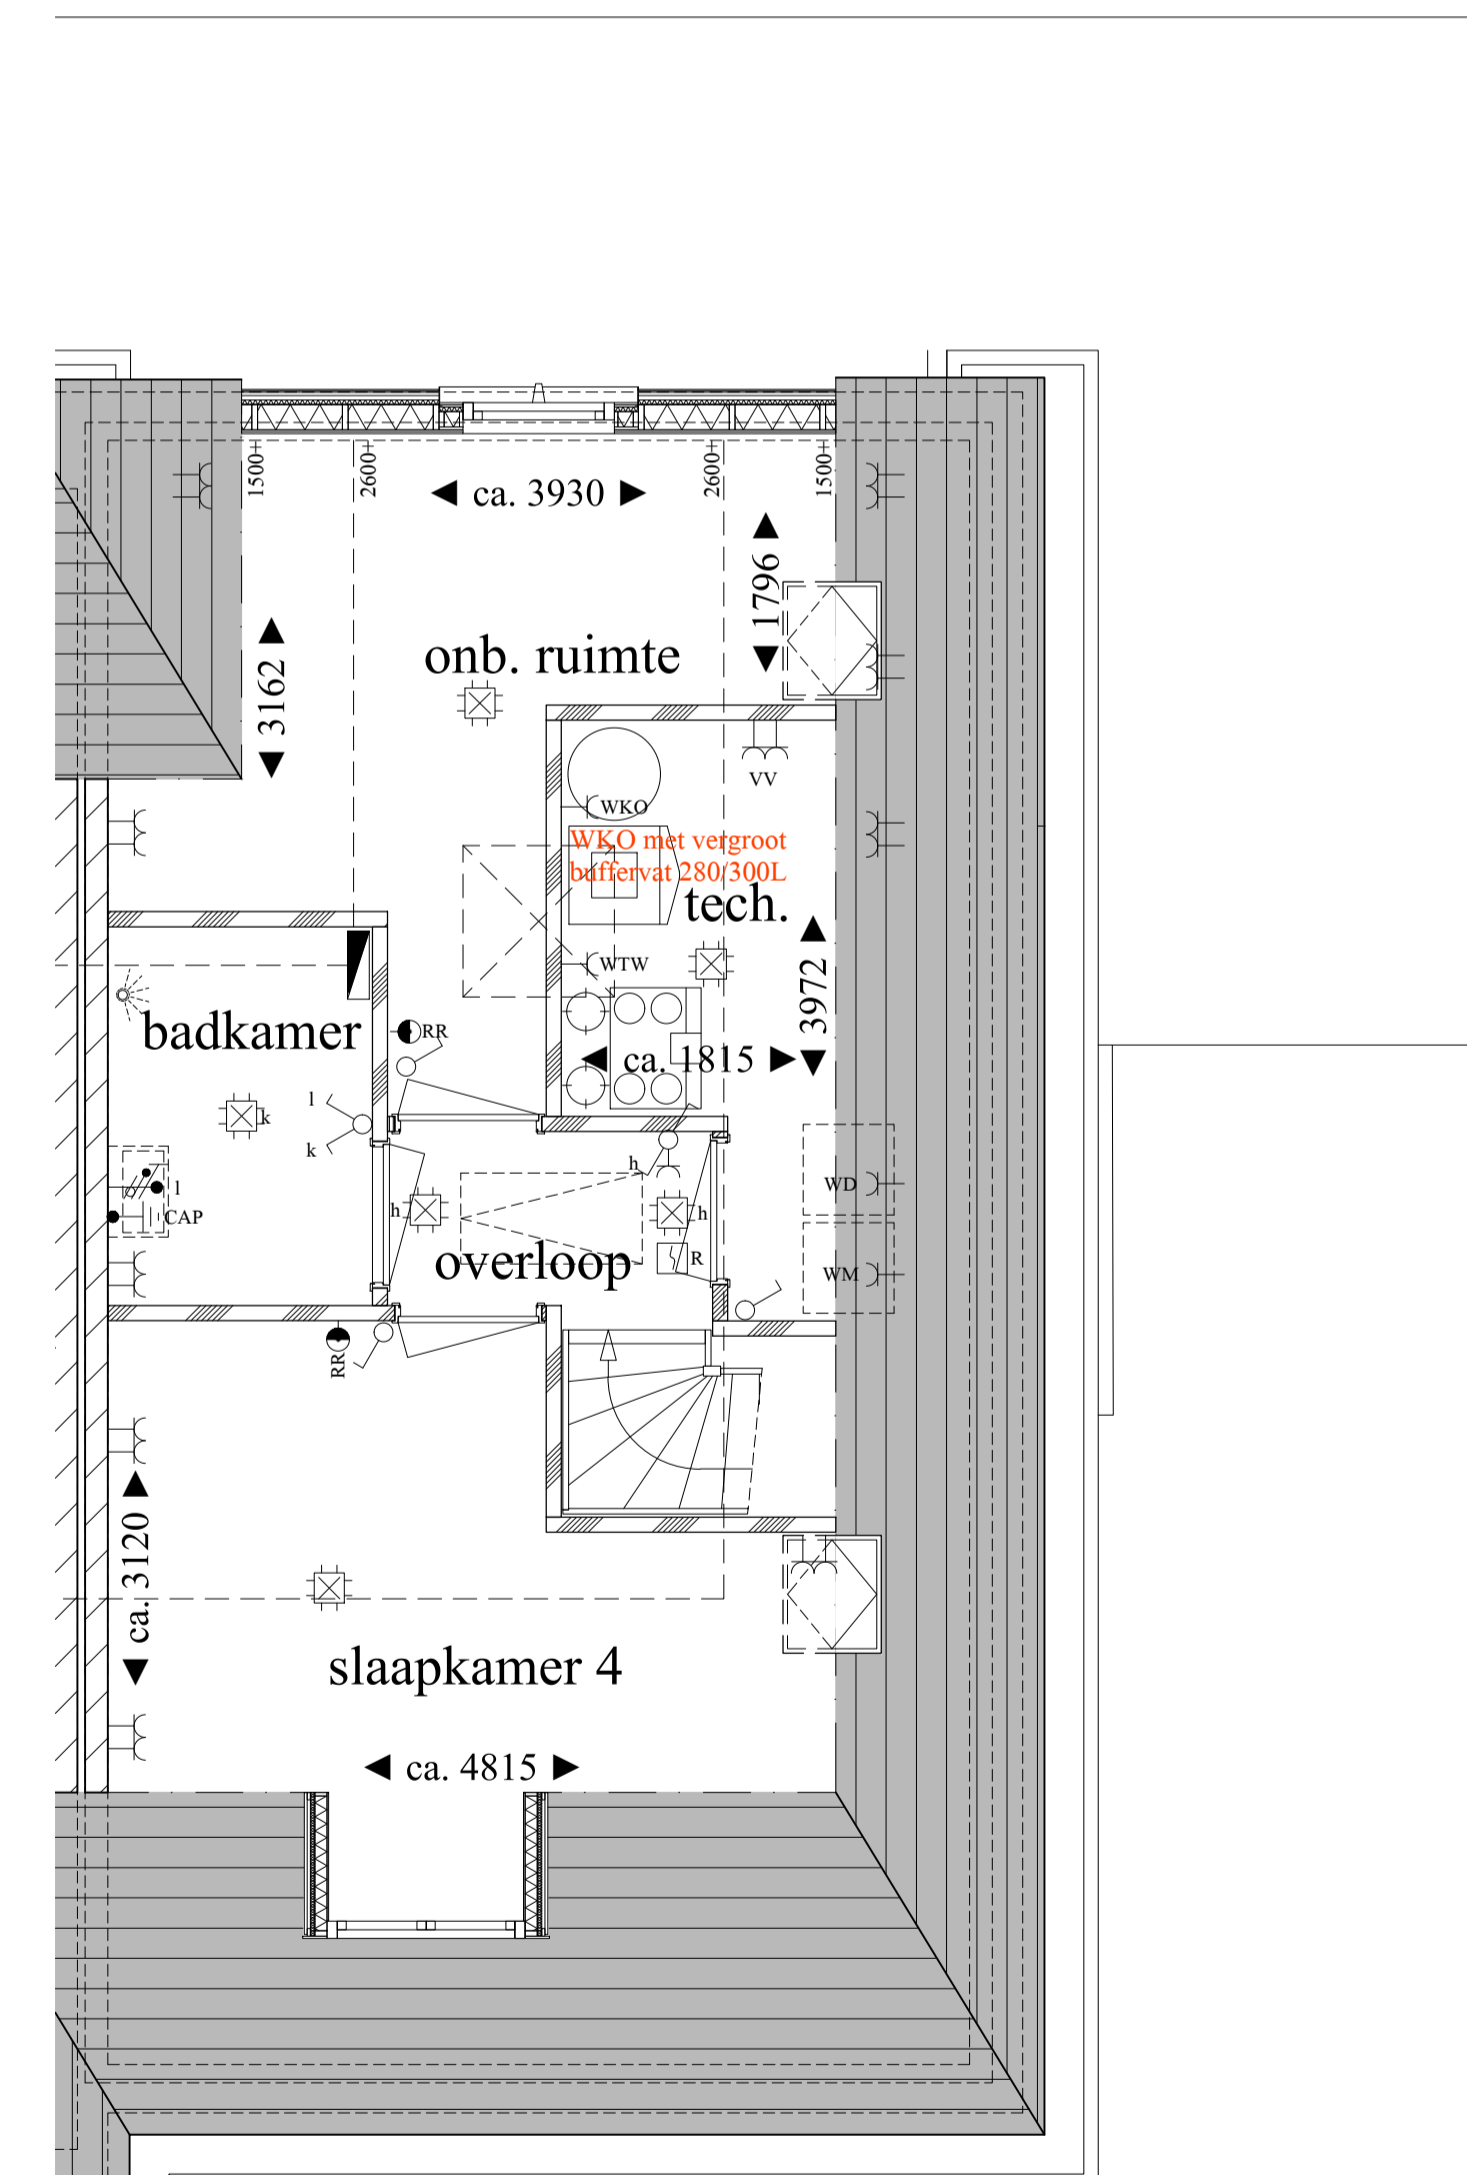 1500+
2600+
2600+
1500+
ca. 3930
1796
3162
onb. ruimte
VV
WKO
WKO met vergroot
buffervat 280/300L
tech.
WTW
3972
badkamer
RR
ca. 1815
l
k
k
h
l
CAP
h
h
R
overloop
WD
WM
RR
ca. 3120
slaapkamer 4
ca. 4815